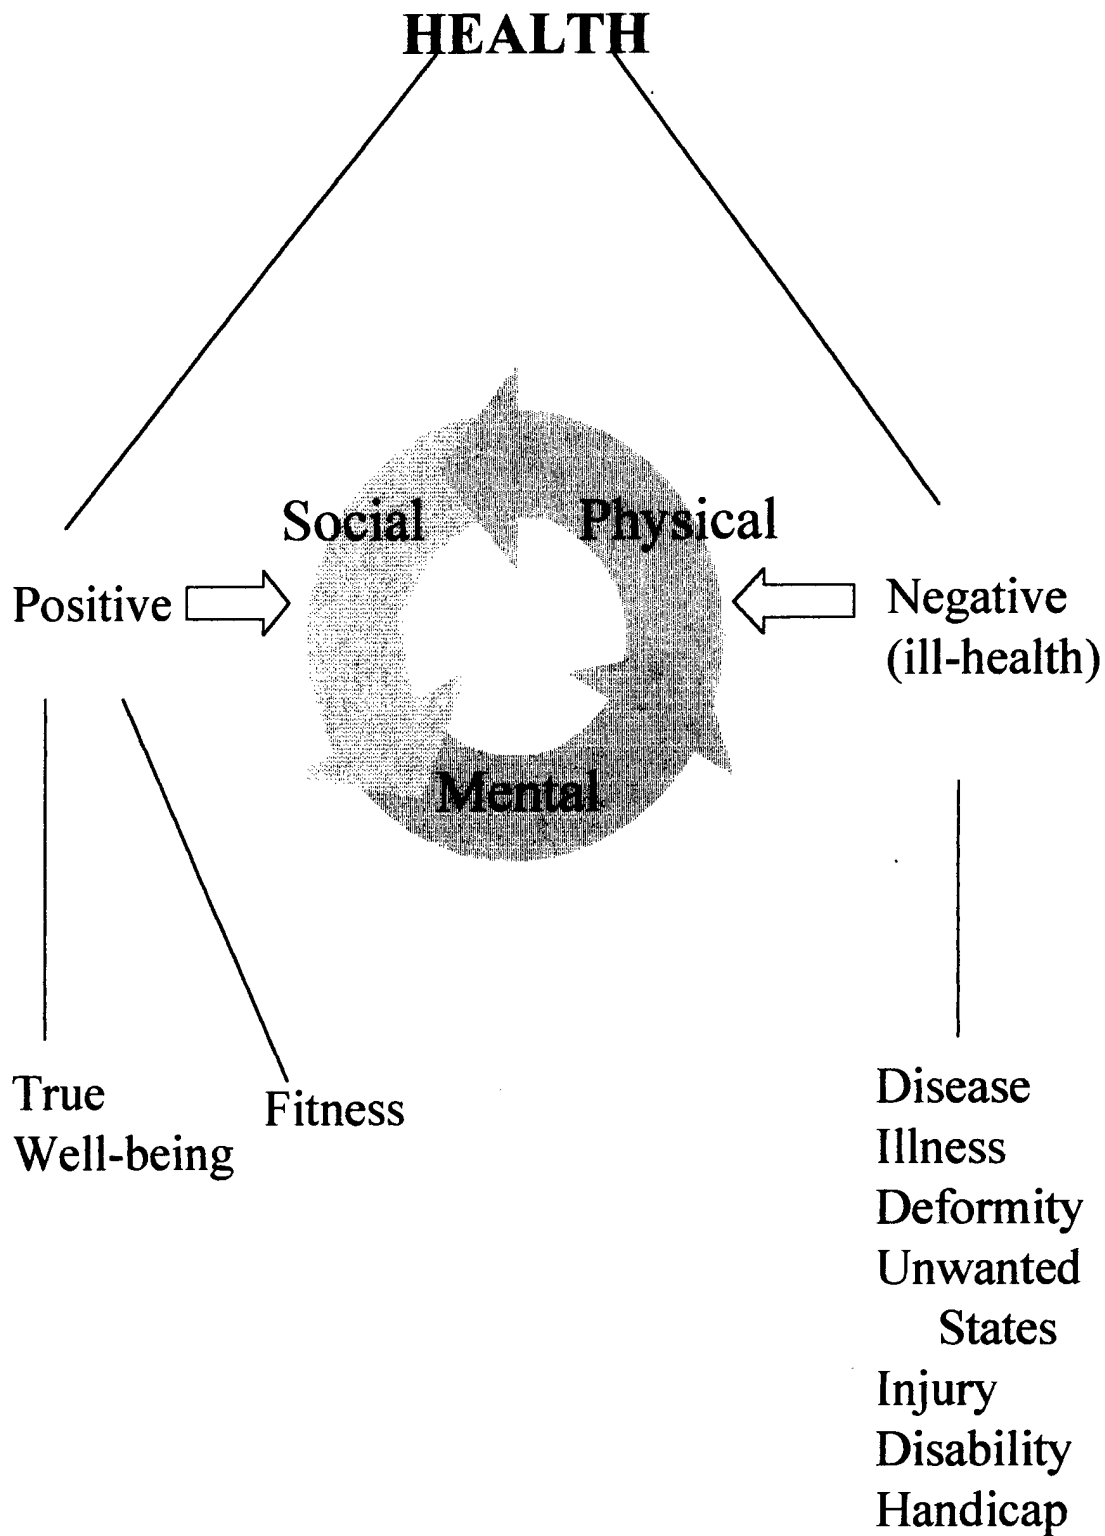 HEALTH
Social
Physical
Positive
Negative
(ill-health)
Mental
True
Well-being
Fitness
Disease
Illness
Deformity
Unwanted
States
Injury
Disability
Handicap